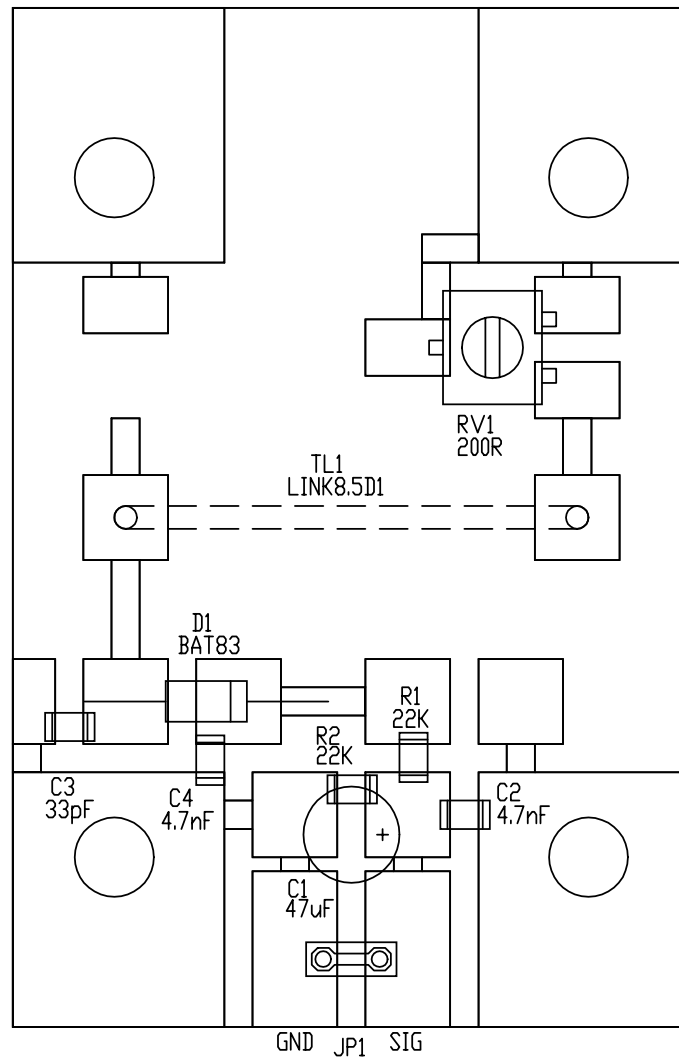 RV1
200R
TL1
LINK8.5D1
D1
BAT83
R1
22K
R2
22K
C3
33pF
C4
4.7nF
C2
4.7nF
C1
47uF
GND JP1 SIG